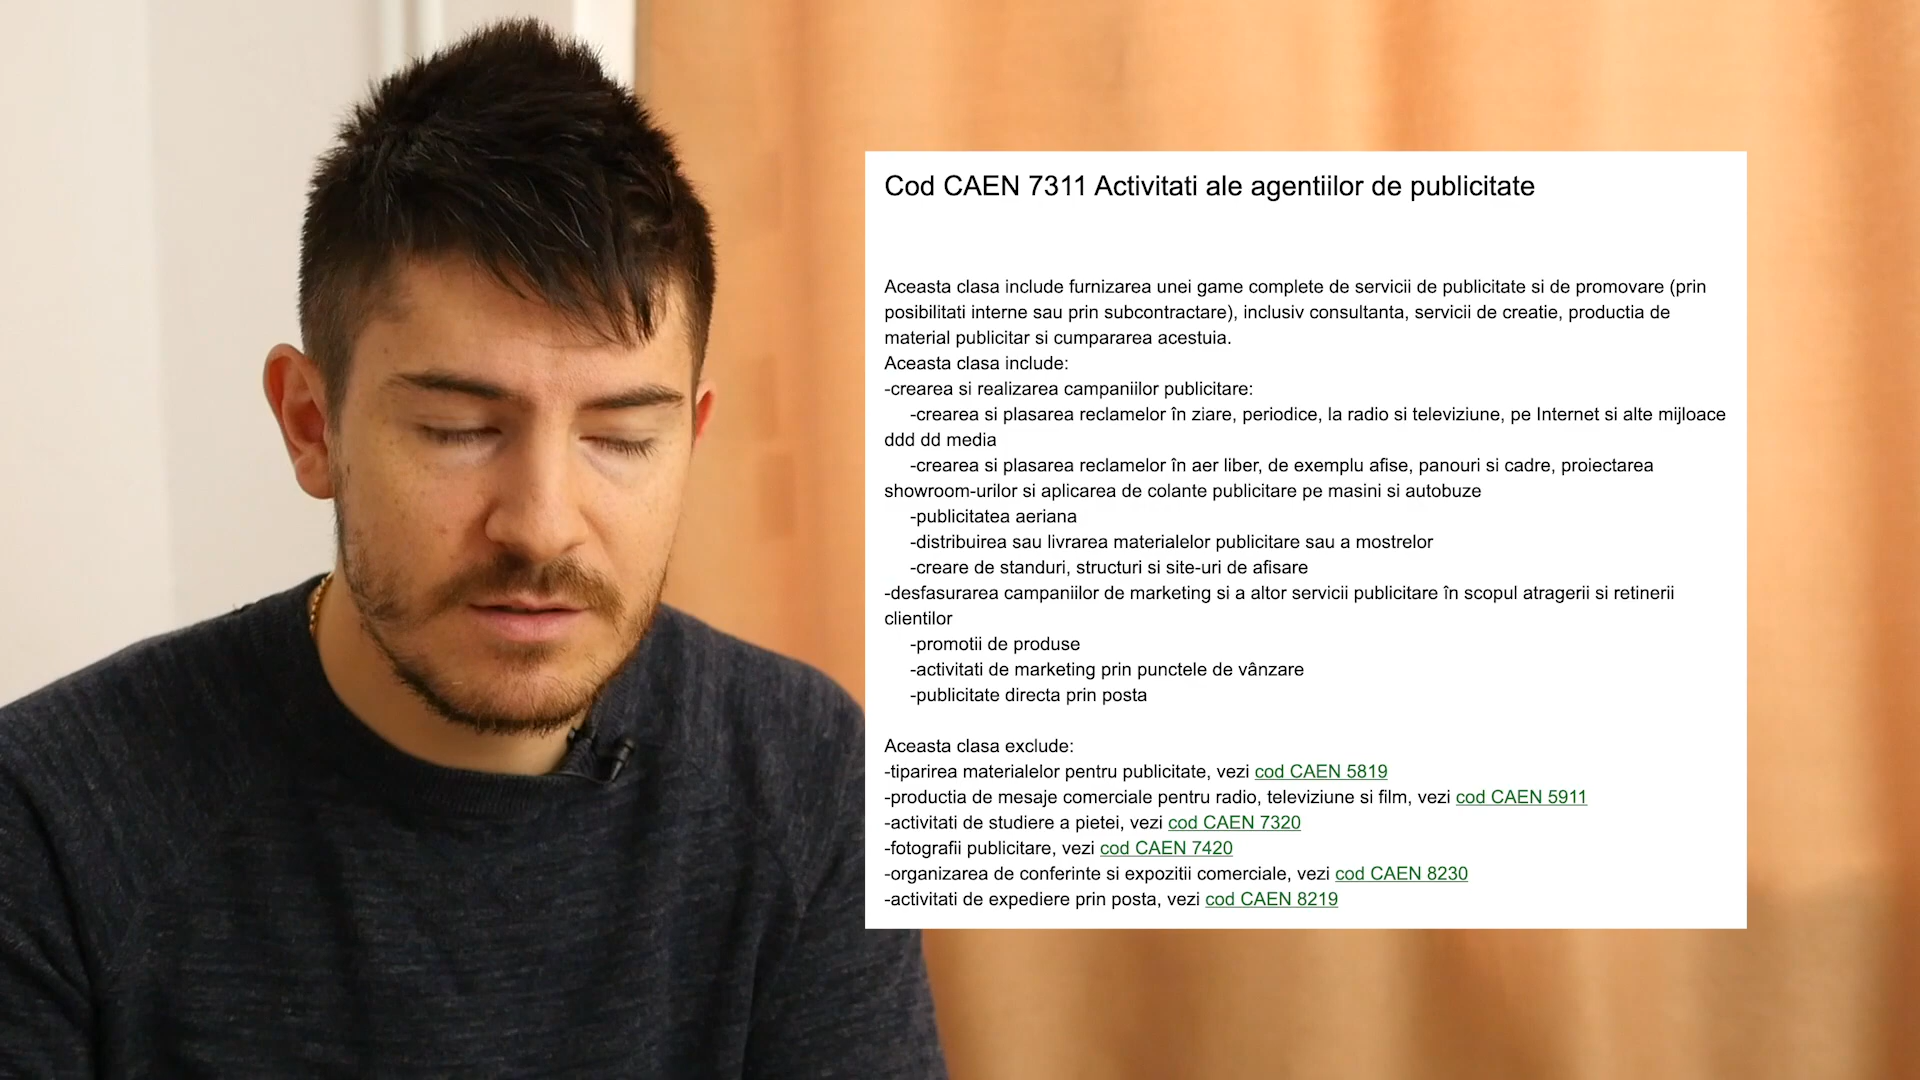 Cod CAEN 7311 Activitati ale agentiilor de publicitate
Aceasta clasa include furnizarea unei game complete de servicii de publicitate si de promovare (prin
posibilitati interne sau prin subcontractare), inclusiv consultanta, servicii de creatie, productia de
material publicitar si cumpararea acestuia.
Aceasta clasa include:
-crearea si realizarea campaniilor publicitare:
-crearea si plasarea reclamelor în ziare, periodice, la radio si televiziune, pe Internet si alte mijloace
ddd dd media
-crearea si plasarea reclamelor în aer liber, de exemplu afise, panouri si cadre, proiectarea
showroom-urilor si aplicarea de colante publicitare pe masini si autobuze
-publicitatea aeriana
-distribuirea sau livrarea materialelor publicitare sau a mostrelor
-creare de standuri, structuri si site-uri de afisare
-desfasurarea campaniilor de marketing si a altor servicii publicitare în scopul atragerii si retinerii
clientilor
-promotii de produse
-activitati de marketing prin punctele de vânzare
-publicitate directa prin posta
Aceasta clasa exclude:
-tiparirea materialelor pentru publicitate, vezi cod CAEN 5819
-productia de mesaje comerciale pentru radio, televiziune si film, vezi cod CAEN 5911
-activitati de studiere a pietei, vezi cod CAEN 7320
-fotografii publicitare, vezi cod CAEN 7420
-organizarea de conferinte si expozitii comerciale, vezi cod CAEN 8230
-activitati de expediere prin posta, vezi cod CAEN 8219